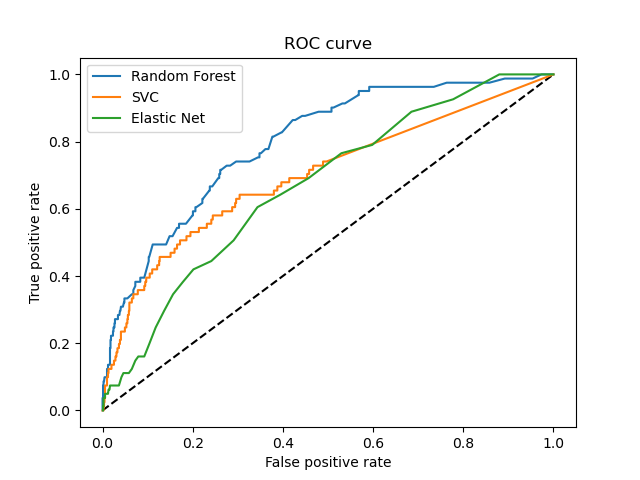 ROC curve
Random Forest
SVC
Elastic Net
True positive rate
1.0
0.8
0.6
0.4
0.2
0.0
0.0 0.2 0.4 0.6 0.8 1.0
False positive rate